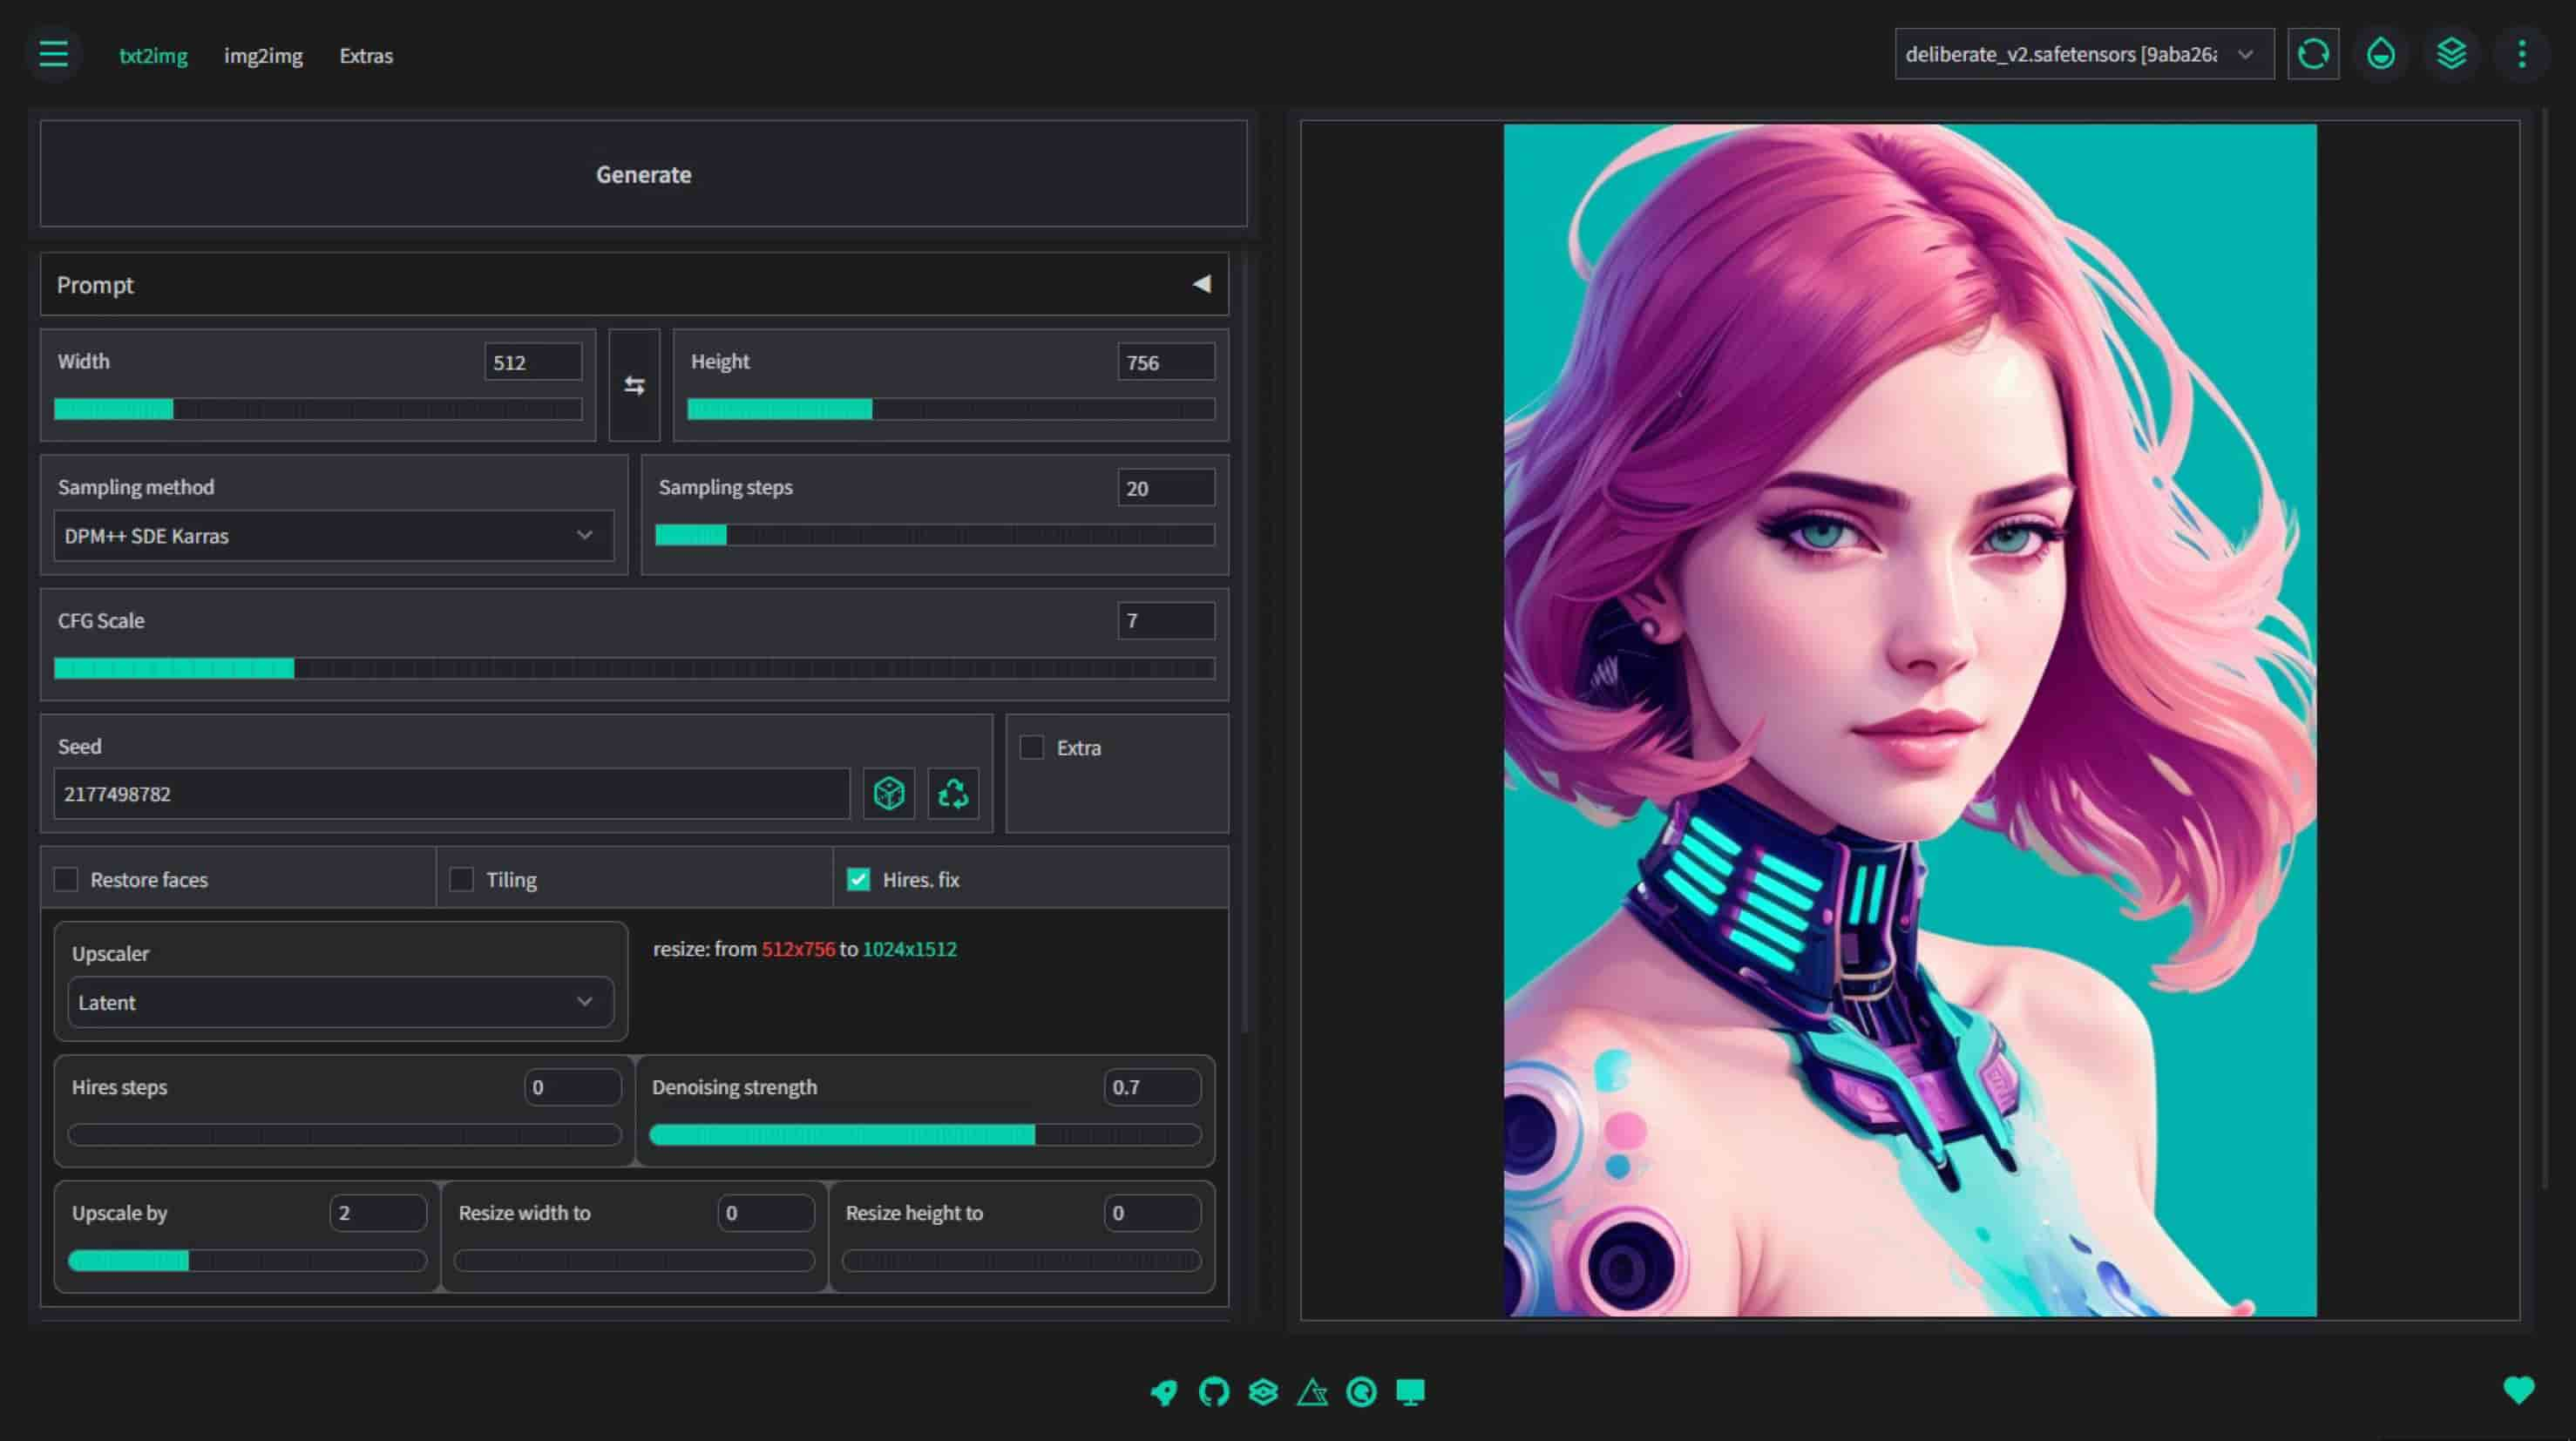 txt2img
img2img
Extras
deliberate_v2.safetensors [9aba26a
Generate
Prompt
Width
512
Height
756
Sampling method
DPM++ SDE Karras
Sampling steps
20
CFG Scale
7
Seed
2177498782
Extra
Restore faces
Tiling
Hires. fix
Upscaler
Latent
resize: from 512x756 to 1024x1512
Hires steps
0
Denoising strength
0.7
Upscale by
2
Resize width to
0
Resize height to
0